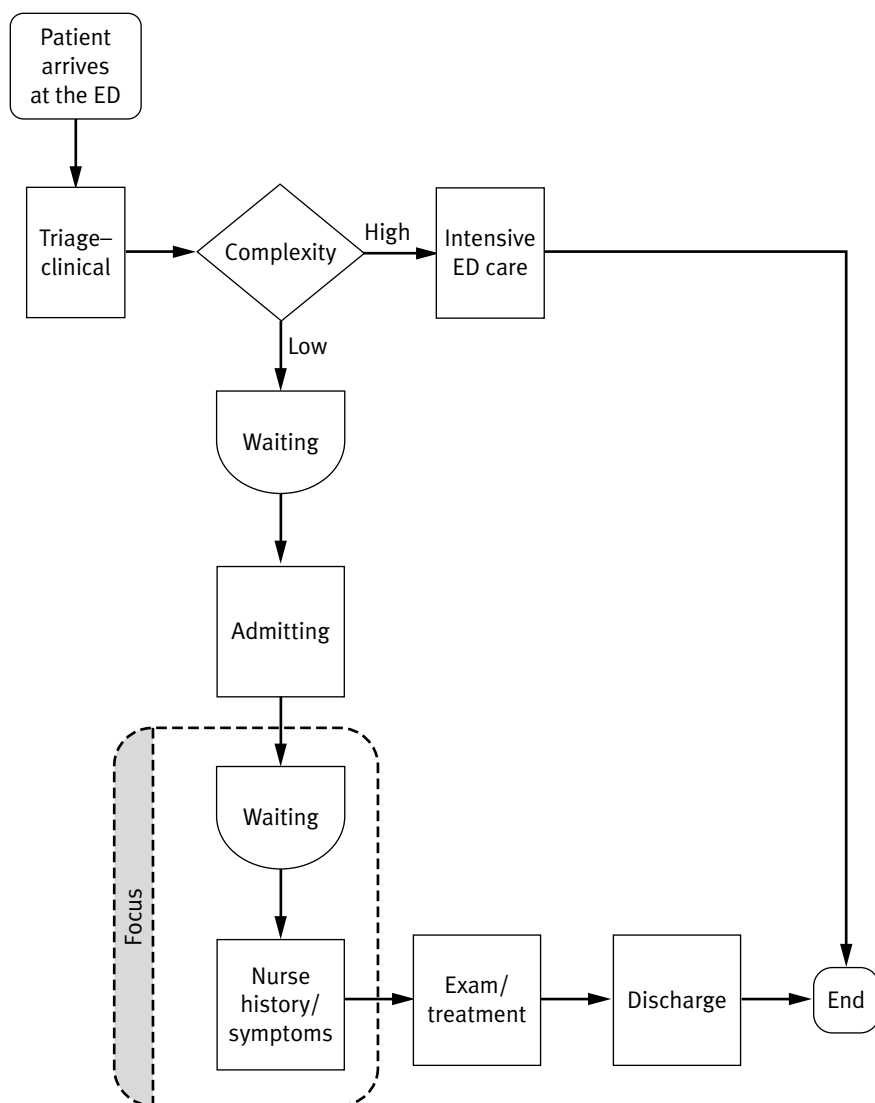 Patient
arrives
at the ED
Triage–
clinical
Complexity
High
Intensive
ED care
Low
Waiting
Admitting
Waiting
Focus
Nurse
history/
symptoms
Exam/
treatment
Discharge
End